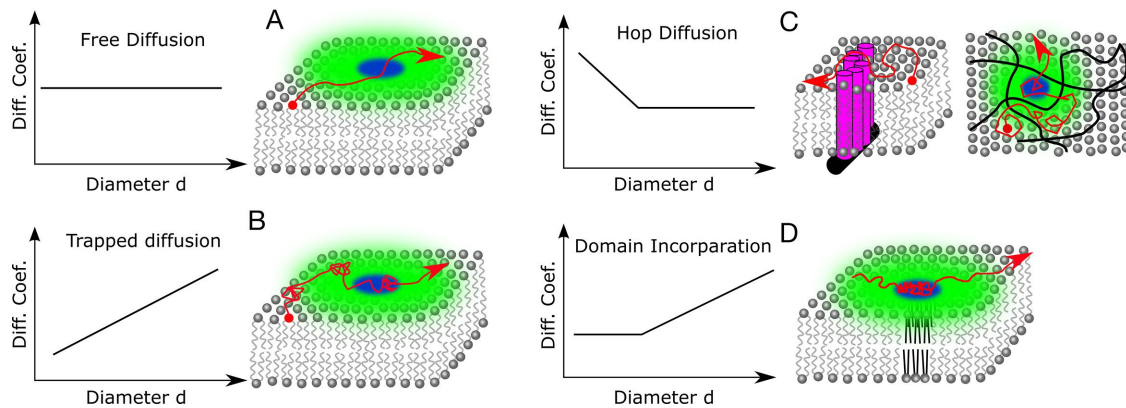 A
Free Diffusion
Diff. Coef.
Diameter d
C
Hop Diffusion
Diff. Coef.
Diameter d
B
Trapped diffusion
Diff. Coef.
Diameter d
D
Domain Incorparation
Diff. Coef.
Diameter d